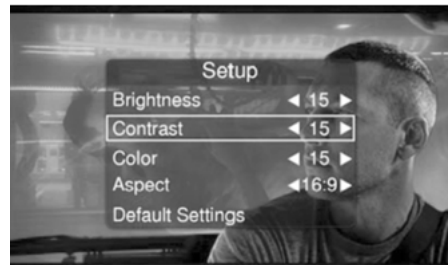 Setup
Brightness ◀ 15 ▶
Contrast ◀ 15 ▶
Color ◀ 15 ▶
Aspect ◀16:9▶
Default Settings